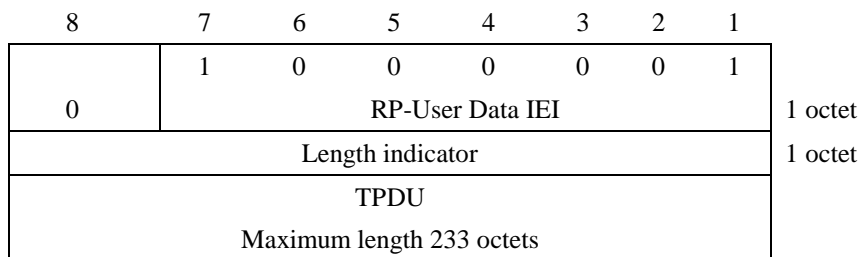 8 7 6 5 4 3 2 1
1 0 0 0 0 0 1
0 RP-User Data IEI 1 octet
Length indicator 1 octet
TPDU
Maximum length 233 octets